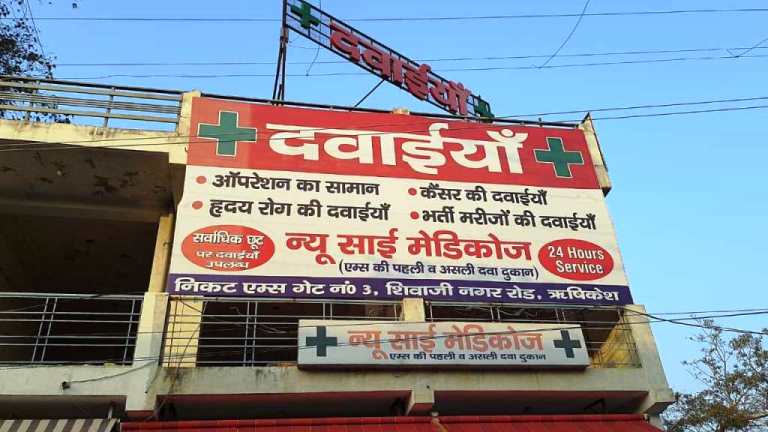 दवाईयाँ
दवाईयाँ
• ऑपरेशन का सामान • कैंसर की दवाईयाँ
• हृदय रोग की दवाईयाँ • भर्ती मरिजों की दवाईयाँ
सर्वाधिक छूट
पर दवाईयाँ
उपलब्ध
न्यू साई मेडिकोज
(एम्स की पहली व असली दवा दुकान)
24 Hours
Service
निकट एम्स गेट नं0 3, शिवाजी नगर रोड, ऋषिकेश
न्यू साई मेडिकोज
एम्स की पहली व असली दवा दुकान